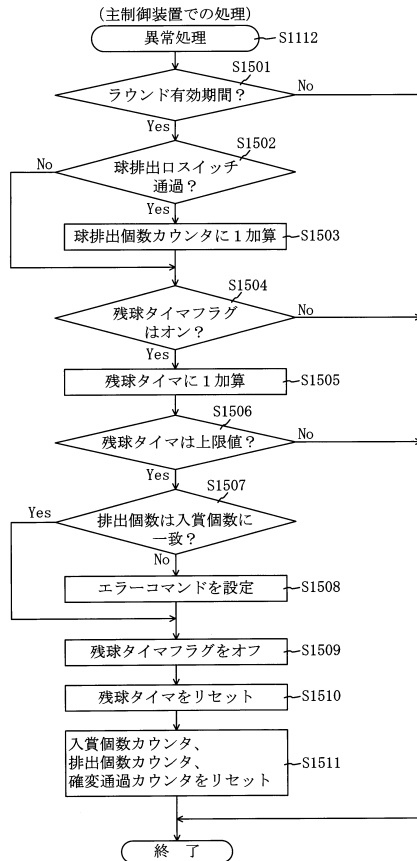 （主制御装置での処理）
異常処理
S1112
S1501
ラウンド有効期間？
No
Yes
S1502
No
球排出口スイッチ
通過？
Yes
球排出個数カウンタに１加算
S1503
S1504
残球タイマフラグ
はオン？
No
Yes
残球タイマに１加算
S1505
S1506
残球タイマは上限値？
No
Yes
S1507
Yes
排出個数は入賞個数に
一致？
No
エラーコマンドを設定
S1508
残球タイマフラグをオフ
S1509
残球タイマをリセット
S1510
入賞個数カウンタ、
排出個数カウンタ、
確変通過カウンタをリセット
S1511
終　了